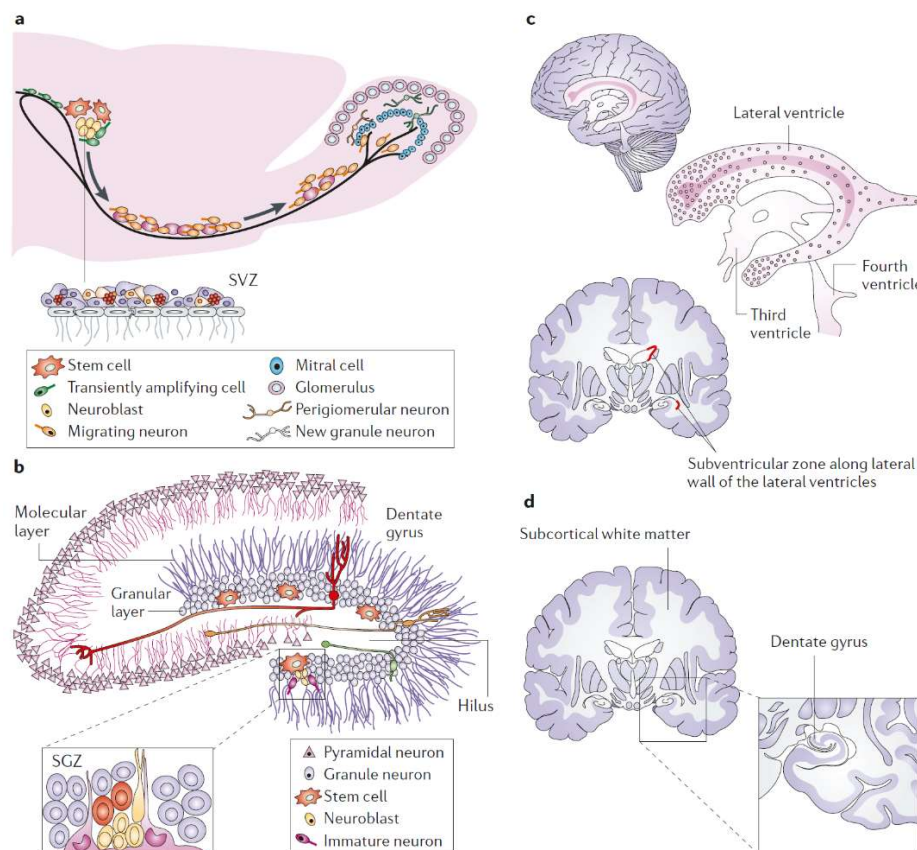 a
SVZ
Stem cell
Transiently amplifying cell
Neuroblast
Migrating neuron
Mitral cell
Glomerulus
Perigiomerular neuron
New granule neuron
b
Molecular
layer
Dentate
gyrus
Granular
layer
Hilus
SGZ
Pyramidal neuron
Granule neuron
Stem cell
Neuroblast
Immature neuron
c
Lateral ventricle
Fourth
ventricle
Third
ventricle
Subventricular zone along lateral
wall of the lateral ventricles
d
Subcortical white matter
Dentate gyrus